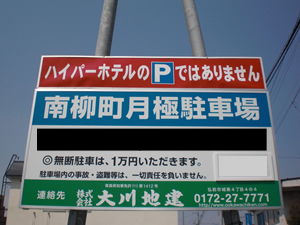 ハイパーホテルのPではありません
南柳町月極駐車場
◎無断駐車は、1万円いただきます。
駐車場内の事故・盗難等は、一切責任を負いません。
連絡先 株式会社 大川地建
0172-27-7771